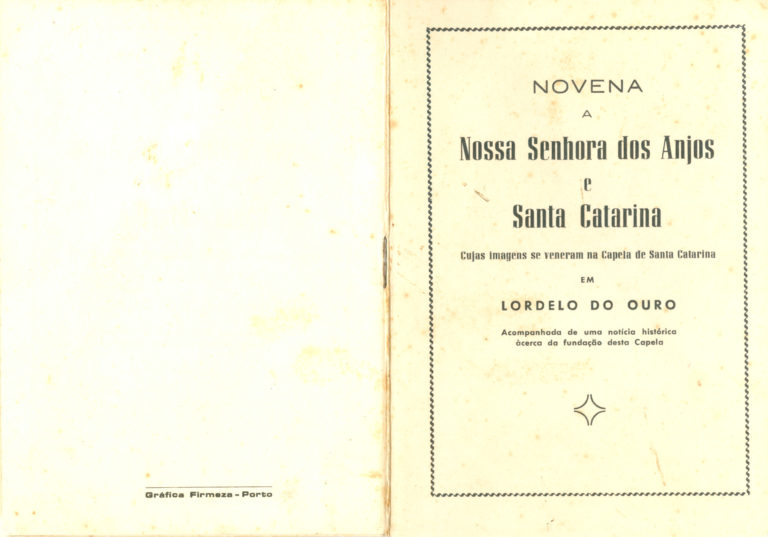 NOVENA
A
Nossa Senhora dos Anjos
e
Santa Catarina
Cujas imagens se veneram na Capela de Santa Catarina
EM
LORDELO DO OURO
Acompanhada de uma notícia histórica
àcerca da fundação desta Capela
Gráfica Firmeza - Porto